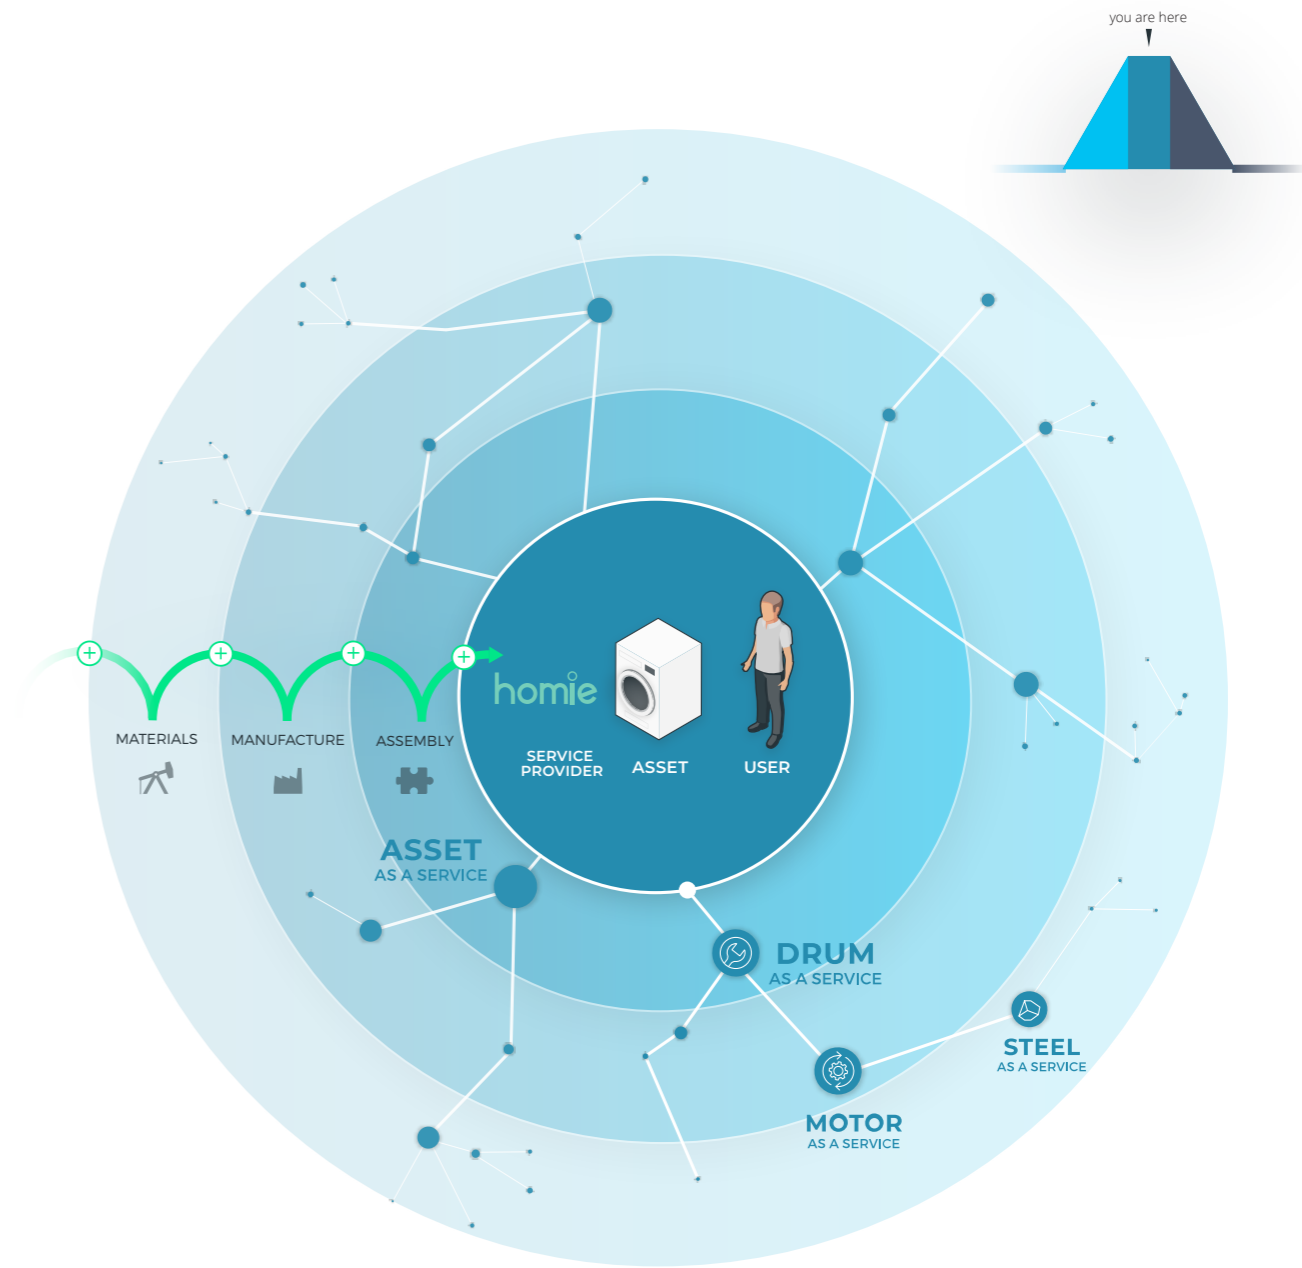 you are here
homie
MATERIALS
MANUFACTURE
ASSEMBLY
SERVICE
PROVIDER
ASSET
USER
ASSET
AS A SERVICE
DRUM
AS A SERVICE
STEEL
AS A SERVICE
MOTOR
AS A SERVICE